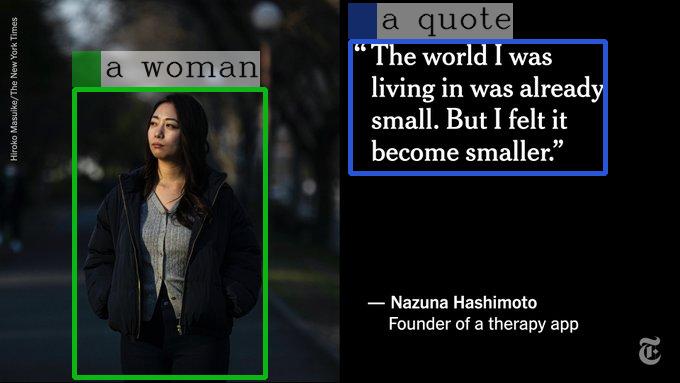 Hiroko Masuike/The New York Times
a woman
a quote
“The world I was
living in was already
small. But I felt it
become smaller.”
— Nazuna Hashimoto
Founder of a therapy app
T